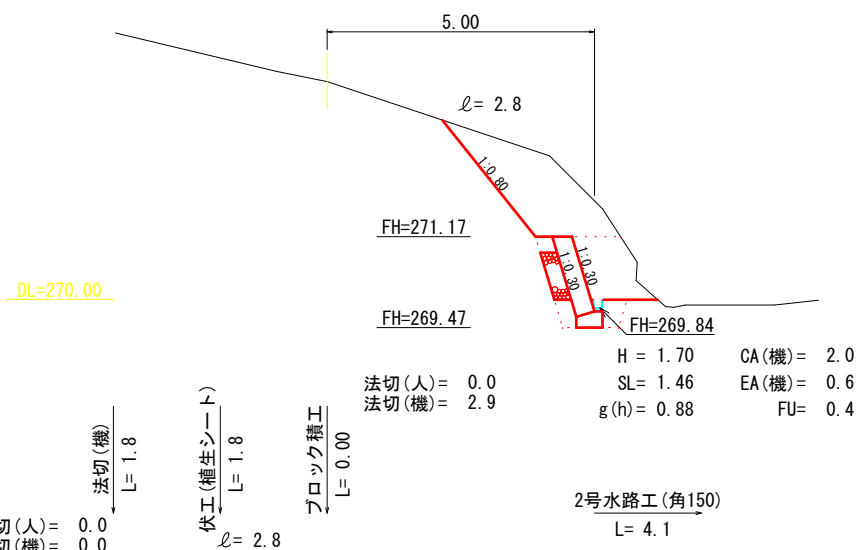 5.00
ℓ= 2.8
1:0.80
FH=271.17
1:0.30
1:0.30
DL=270.00
FH=269.47
FH=269.84
H = 1.70
CA(機)= 2.0
法切(人)= 0.0
SL= 1.46
EA(機)= 0.6
法切(機)= 2.9
g(h)= 0.88
FU= 0.4
法切(機)
L= 1.8
伏工(植生シート)
L= 1.8
ブロック積工
L= 0.00
2号水路工(角150)
L= 4.1
切(人)= 0.0
切(機)= 0.0
ℓ= 2.8